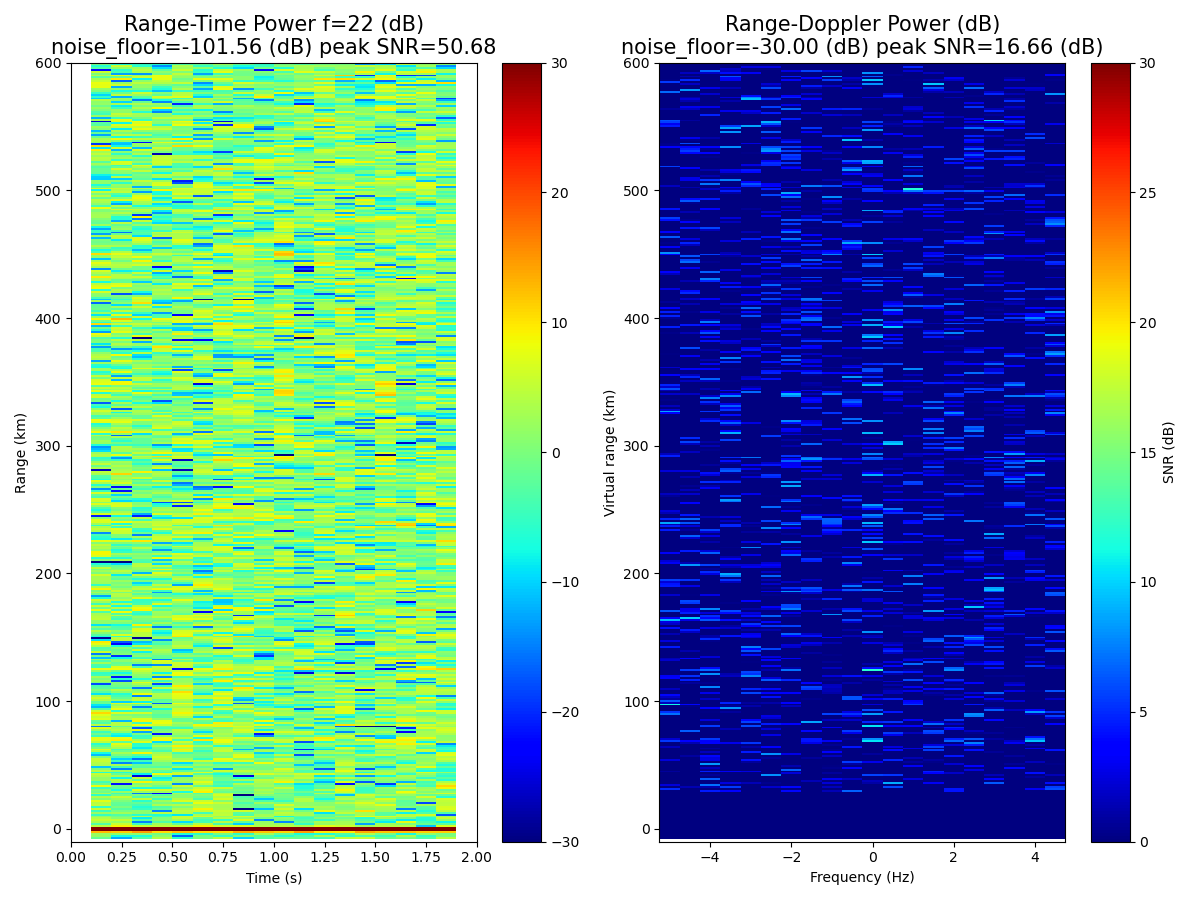 Range-Time Power f=22 (dB)
noise_floor=-101.56 (dB) peak SNR=50.68
600
500
400
300
200
100
0
Range (km)
0.00 0.25 0.50 0.75 1.00 1.25 1.50 1.75 2.00
Time (s)
30
20
10
0
−10
−20
−30
Range-Doppler Power (dB)
noise_floor=-30.00 (dB) peak SNR=16.66 (dB)
600
500
400
300
200
100
0
Virtual range (km)
−4 −2 0 2 4
Frequency (Hz)
30
25
20
15
10
5
0
SNR (dB)